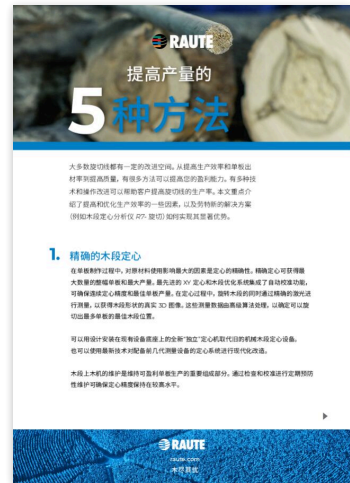 RAUTE
提高产量的
5种方法
大多数旋切线都有一定的改进空间。从提高生产效率和单板出
材率到提高质量，有很多方法可以提高您的盈利能力。有多种技
术和操作改进可以帮助客户提高旋切线的生产率。本文重点介
绍了提高和优化生产效率的一些因素，以及劳特新的解决方案
（例如木段定心分析仪 R7- 旋切）如何实现其显著优势。
1. 精确的木段定心
在单板制作过程中，对原材料使用影响最大的因素是定心的精确性。精确定心可获得最
大数量的整幅单板和最大产量。最先进的 XY 定心和木段优化系统集成了自动校准功能，
可确保连续定心精度和最佳单板产量。在定心过程中，旋转木段的同时通过精确的激光进
行测量，以获得木段形状的真实 3D 图像。这些测量数据由高级算法处理，以确定可以旋
切出最多单板的最佳木段位置。
可以用设计安装在现有设备底座上的全新“独立”定心机取代旧的机械木段定心设备。
也可以使用最新技术对配备前几代测量设备的定心系统进行现代化改造。
木段上木机的维护是维持可盈利单板生产的重要组成部分。通过检查和校准进行定期预防
性维护可确保定心精度保持在较高水平。
RAUTE
raute.com
木尽其优